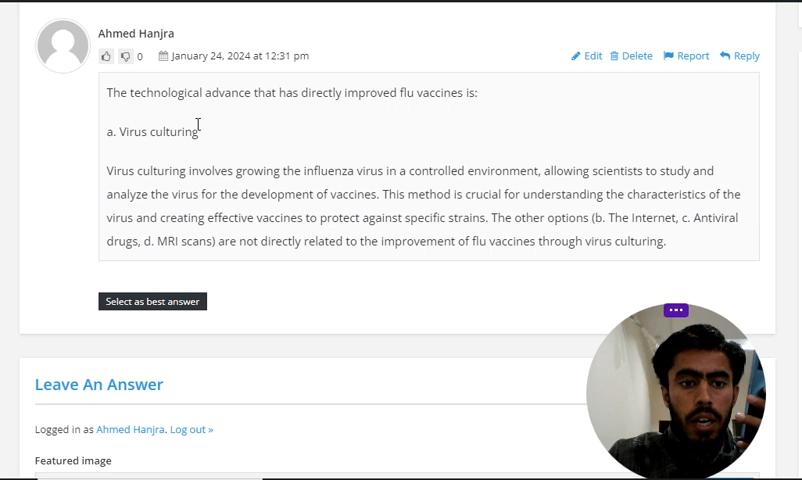 Ahmed Hanjra
0 January 24, 2024 at 12:31 pm Edit Delete Report Reply
The technological advance that has directly improved flu vaccines is:
a. Virus culturing
Virus culturing involves growing the influenza virus in a controlled environment, allowing scientists to study and
analyze the virus for the development of vaccines. This method is crucial for understanding the characteristics of the
virus and creating effective vaccines to protect against specific strains. The other options (b. The Internet, c. Antiviral
drugs, d. MRI scans) are not directly related to the improvement of flu vaccines through virus culturing.
Select as best answer
Leave An Answer
Logged in as Ahmed Hanjra. Log out »
Featured image